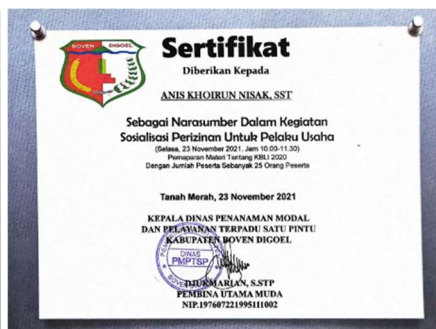 BOVEN DIGOEL
Sertifikat
Diberikan Kepada
ANIS KHOIRUN NISAK, SST
Sebagai Narasumber Dalam Kegiatan
Sosialisasi Perizinan Untuk Pelaku Usaha
(Selasa, 23 November 2021. Jam 10.00-11.30)
Pemaparan Materi Tentang KBLI 2020
Dengan Jumlah Peserta Sebanyak 25 Orang Peserta
Tanah Merah, 23 November 2021
KEPALA DINAS PENANAMAN MODAL
DAN PELAYANAN TERPADU SATU PINTU
KABUPATEN BOVEN DIGOEL
DINAS
PMPTSP
DJUKMARIAN, S.STP
PEMBINA UTAMA MUDA
NIP.197607221995111002